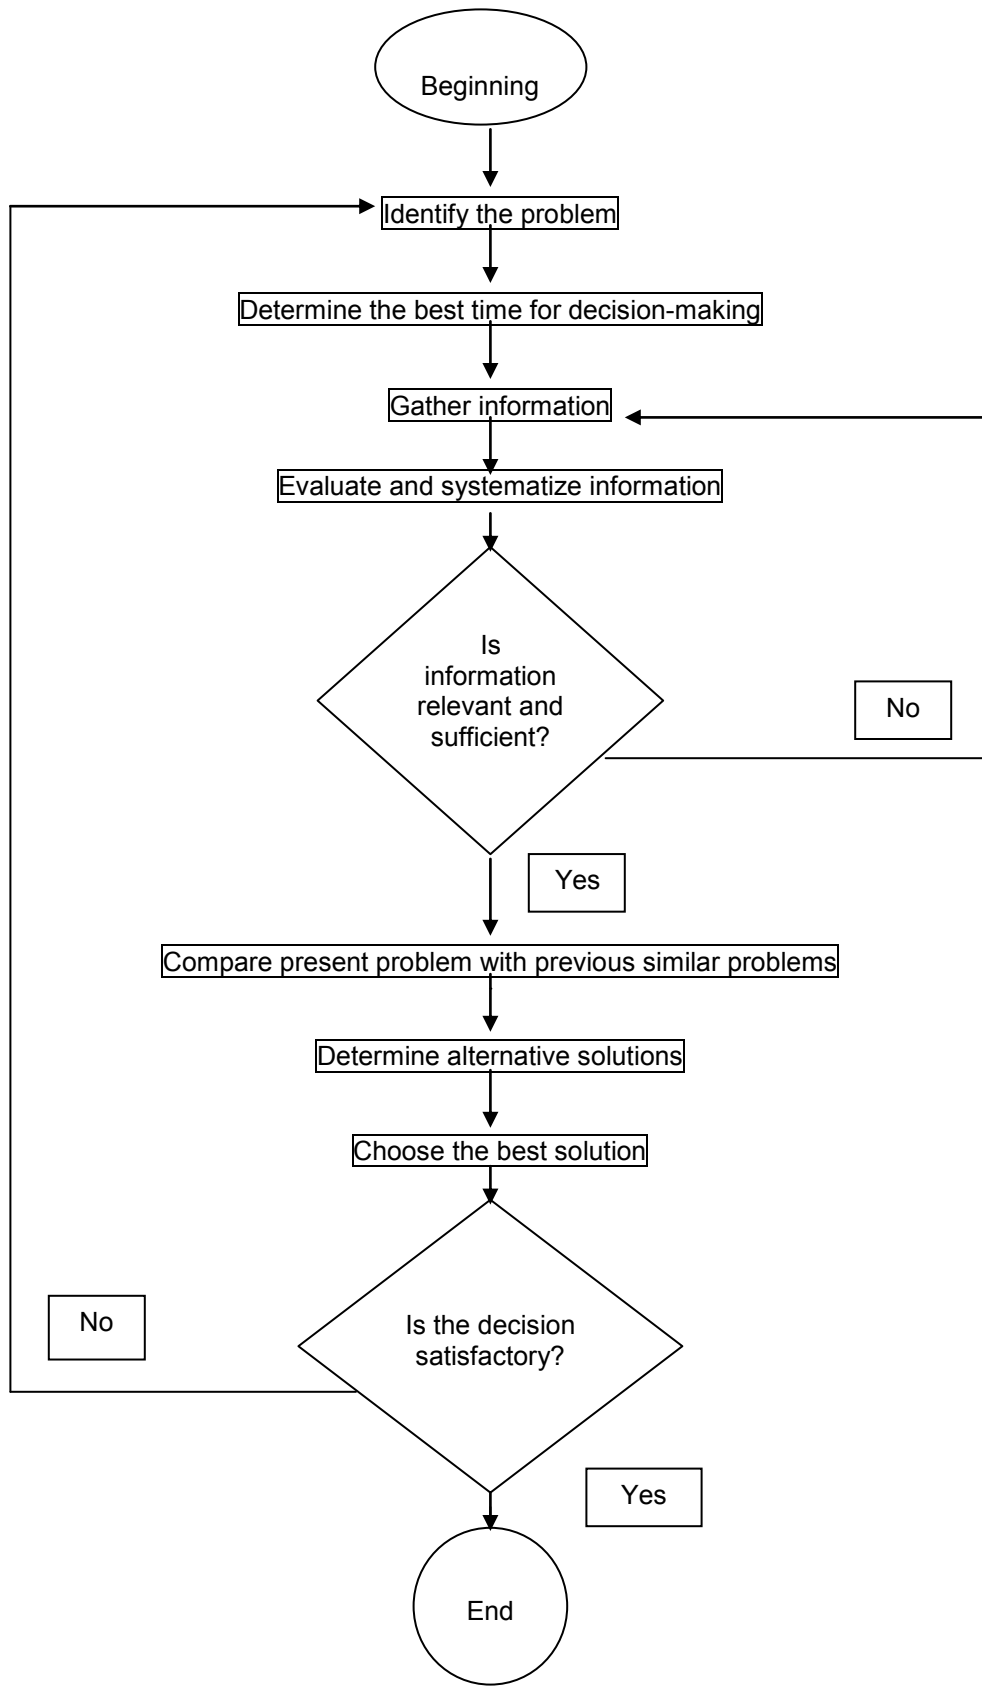 Beginning
Identify the problem
Determine the best time for decision-making
Gather information
Evaluate and systematize information
Is
information
relevant and
sufficient?
No
Yes
Compare present problem with previous similar problems
Determine alternative solutions
Choose the best solution
Is the decision
satisfactory?
No
Yes
End